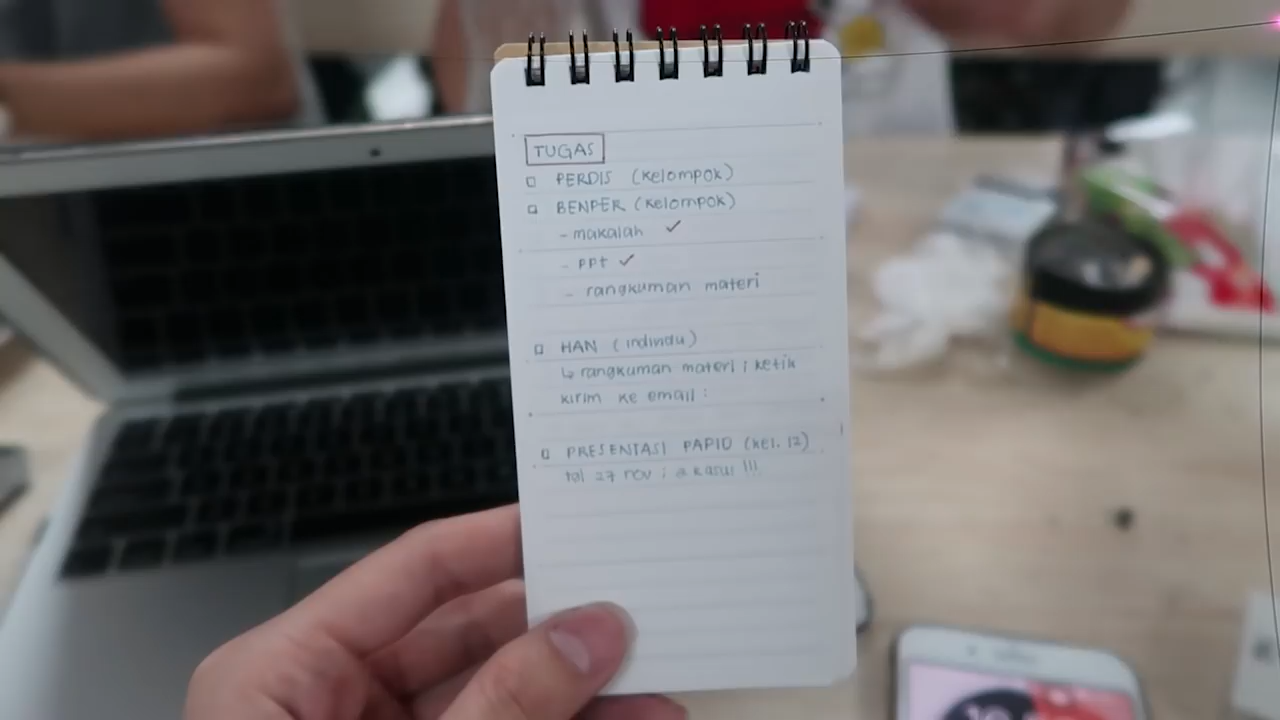 TUGAS
PERDIS (Kelompok)
BENPER (Kelompok)
- makalah ✓
- ppt ✓
- rangkuman materi
HAN (individu)
↳ rangkuman materi ; ketik
kirim ke email :
PRESENTASI PAPID (kel. 12)
tgl 27 nov ; kasus !!!